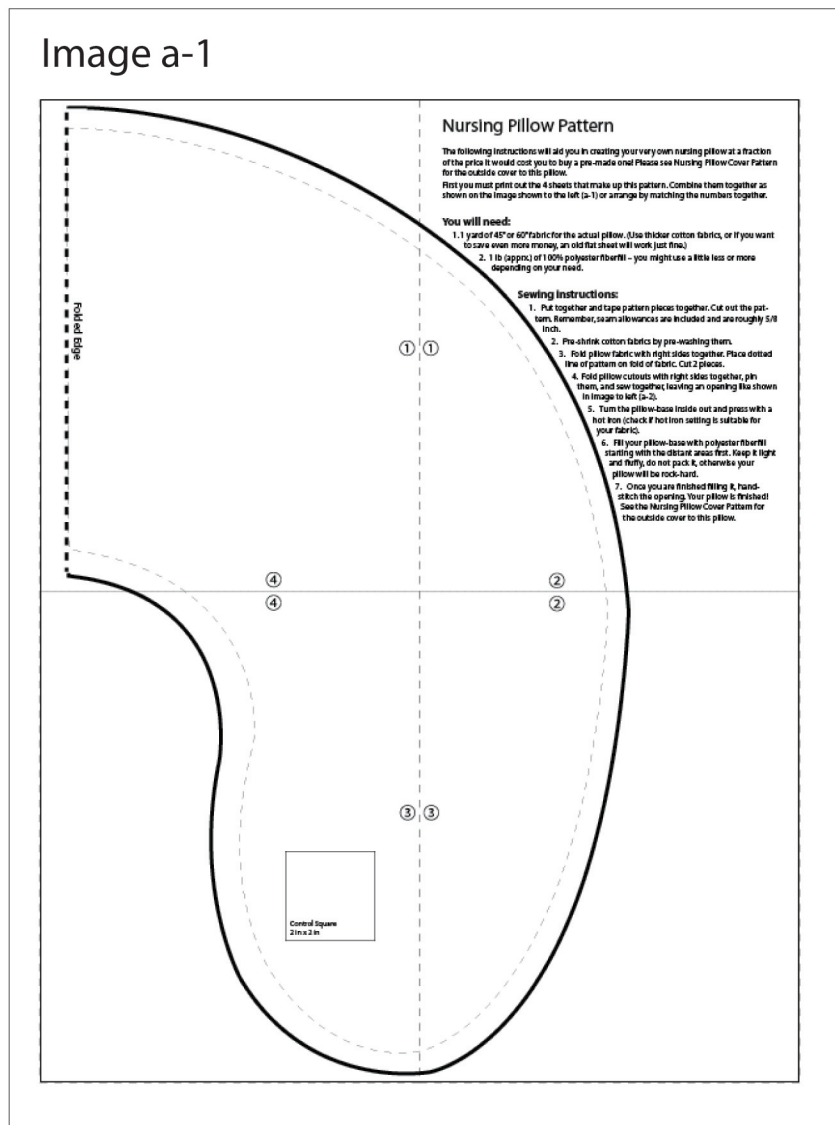 Image a-1
Nursing Pillow Pattern
The following instructions will aid you in creating your very own nursing pillow at a fraction
of the price it would cost you to buy a pre-made one! Please see Nursing Pillow Cover Pattern
for the outside cover to this pillow.
First you must print out the 4 sheets that make up this pattern. Combine them together as
shown on the image shown to the left (a-1) or arrange by matching the numbers together.
You will need:
1. 1 yard of 45" or 60" fabric for the actual pillow. (Use thicker cotton fabrics, or if you want
to save even more money, an old flat sheet will work just fine.)
2. 1 lb (apprx.) of 100% polyester fiberfill – you might use a little less or more
depending on your need.
Sewing instructions:
1. Put together and tape pattern pieces together. Cut out the pat-
tern. Remember, seam allowances are included and are roughly 5/8
inch.
2. Pre-shrink cotton fabrics by pre-washing them.
3. Fold pillow fabric with right sides together. Place dotted
line of pattern on fold of fabric. Cut 2 pieces.
4. Fold pillow cutouts with right sides together, pin
them, and sew together, leaving an opening like shown
in image to left (a-2).
5. Turn the pillow-base inside out and press with a
hot iron (check if hot iron setting is suitable for
your fabric).
6. Fill your pillow-base with polyester fiberfill
starting with the distant areas first. Keep it light
and fluffy, do not pack it, otherwise your
pillow will be rock-hard.
7. Once you are finished filling it, hand-
stitch the opening. Your pillow is finished!
See the Nursing Pillow Cover Pattern for
the outside cover to this pillow.
Folded Edge
① ①
④ ②
④ ②
③ ③
Control Square
2 in x 2 in